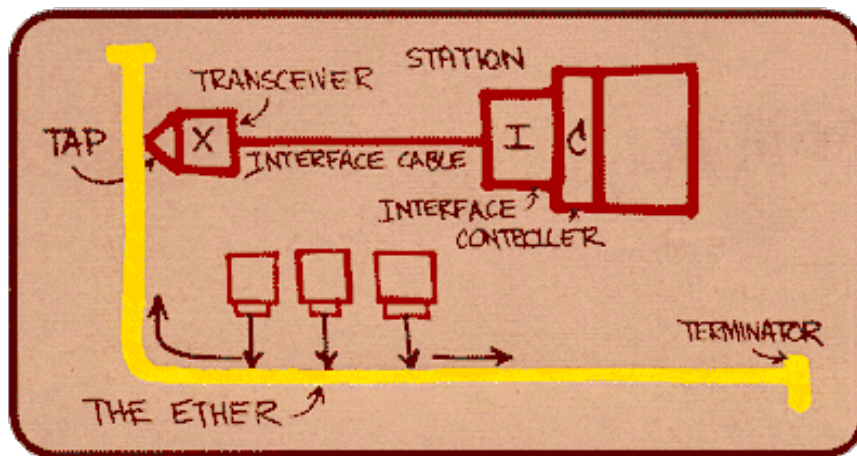 STATION
TRANSCEIVER
TAP
X
I
C
INTERFACE CABLE
INTERFACE
CONTROLLER
TERMINATOR
THE ETHER